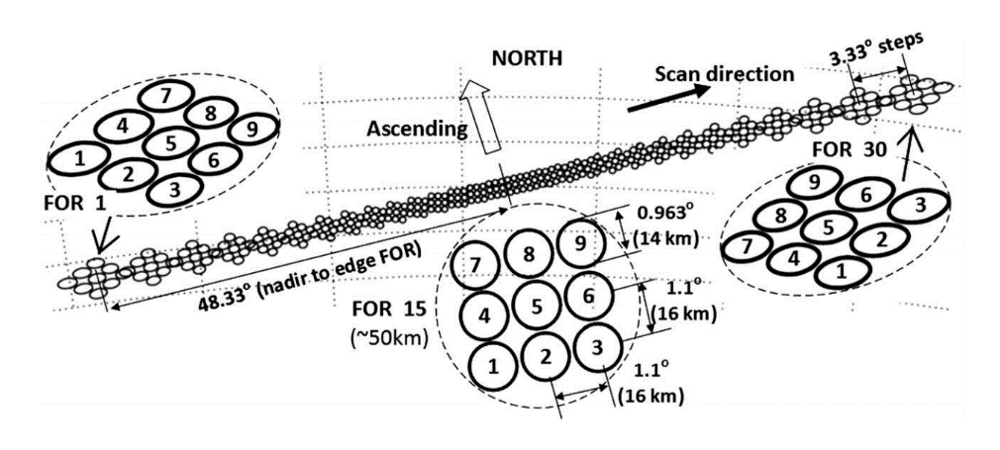 NORTH
3.33° steps
Scan direction
Ascending
7
8
4
9
5
1
6
2
3
FOR 1
FOR 30
9
6
3
8
5
2
7
4
1
48.33° (nadir to edge FOR)
0.963°
(14 km)
9
8
7
1.1°
(16 km)
6
5
4
FOR 15
(~50km)
3
2
1
1.1°
(16 km)